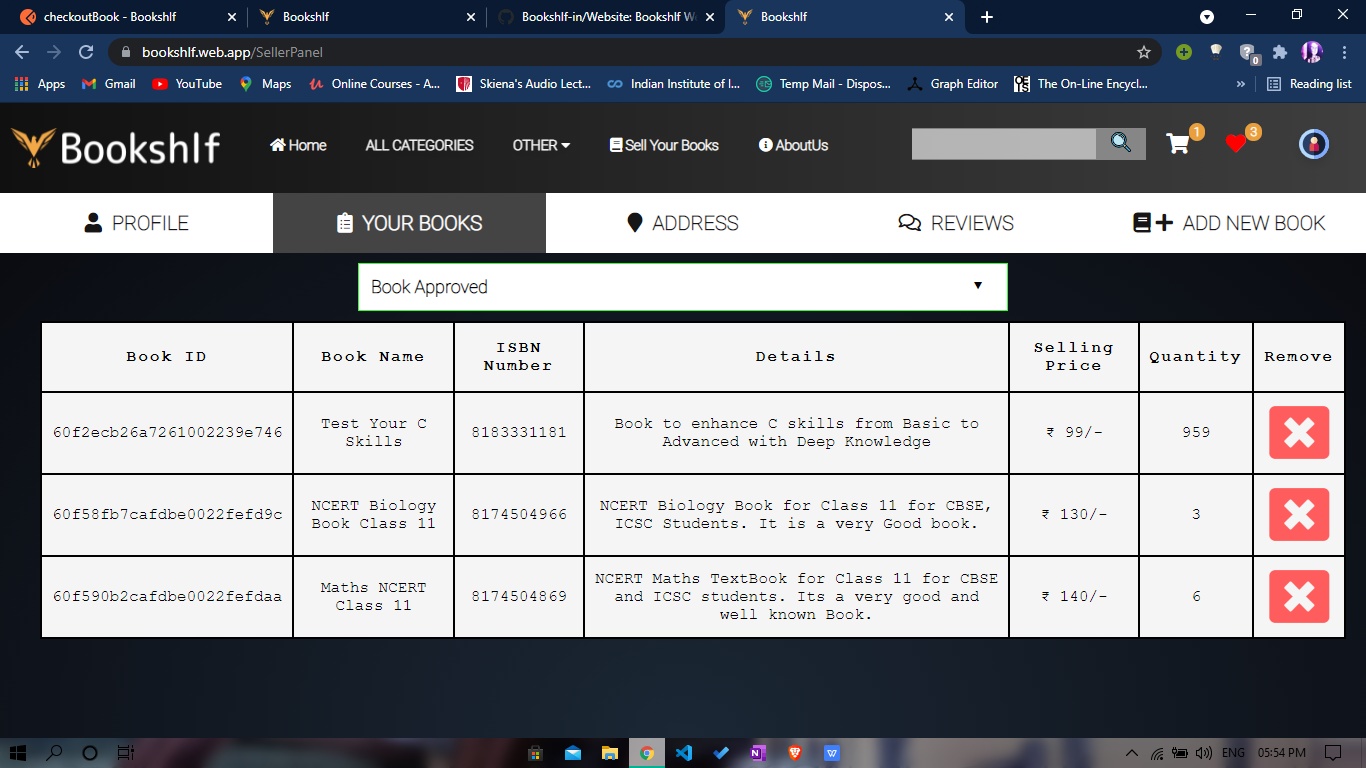 checkoutBook - Bookshlf
Bookshlf
Bookshlf-in/Website: Bookshlf W
Bookshlf
bookshlf.web.app/SellerPanel
0
Apps
Gmail
YouTube
Maps
Online Courses - A...
Skiena's Audio Lect...
Indian Institute of I...
Temp Mail - Dispos...
Graph Editor
The On-Line Encycl...
»
Reading list
Bookshlf
Home
ALL CATEGORIES
OTHER
Sell Your Books
AboutUs
1
3
PROFILE
YOUR BOOKS
ADDRESS
REVIEWS
ADD NEW BOOK
Book Approved
Book ID
Book Name
ISBN
Number
Details
Selling
Price
Quantity
Remove
60f2ecb26a7261002239e746
Test Your C
Skills
8183331181
Book to enhance C skills from Basic to
Advanced with Deep Knowledge
₹ 99/-
959
60f58fb7cafdbe0022fefd9c
NCERT Biology
Book Class 11
8174504966
NCERT Biology Book for Class 11 for CBSE,
ICSC Students. It is a very Good book.
₹ 130/-
3
60f590b2cafdbe0022fefdaa
Maths NCERT
Class 11
8174504869
NCERT Maths TextBook for Class 11 for CBSE
and ICSC students. Its a very good and
well known Book.
₹ 140/-
6
ENG
05:54 PM